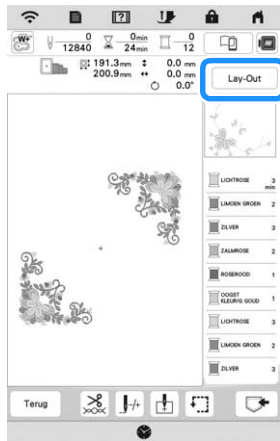 W+ 0 0min 0
12840 24min 12
191.3mm 0.0 mm
200.9mm 0.0 mm
0.0°
Lay-Out
LICHTROSE 3
min
LIMOEN GROEN 2
ZILVER 3
ZALMROSE 2
ROSEROOD 1
OOGST
KLEURIG GOUD 1
LICHTROSE 3
LIMOEN GROEN 2
ZILVER 3
Terug